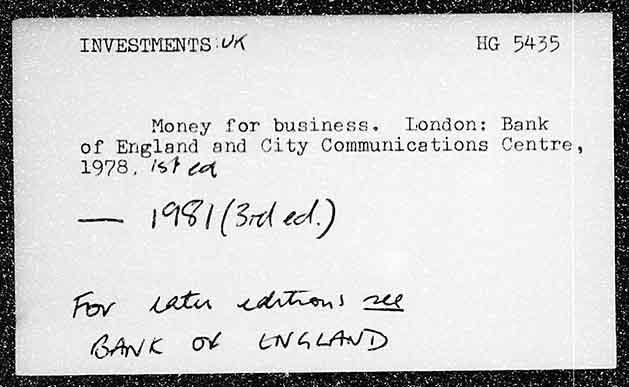 INVESTMENTS:UK HG 5435
Money for business. London: Bank
of England and City Communications Centre,
1978. 1st ed
— 1981 (3rd ed.)
For later editions see
BANK OF ENGLAND